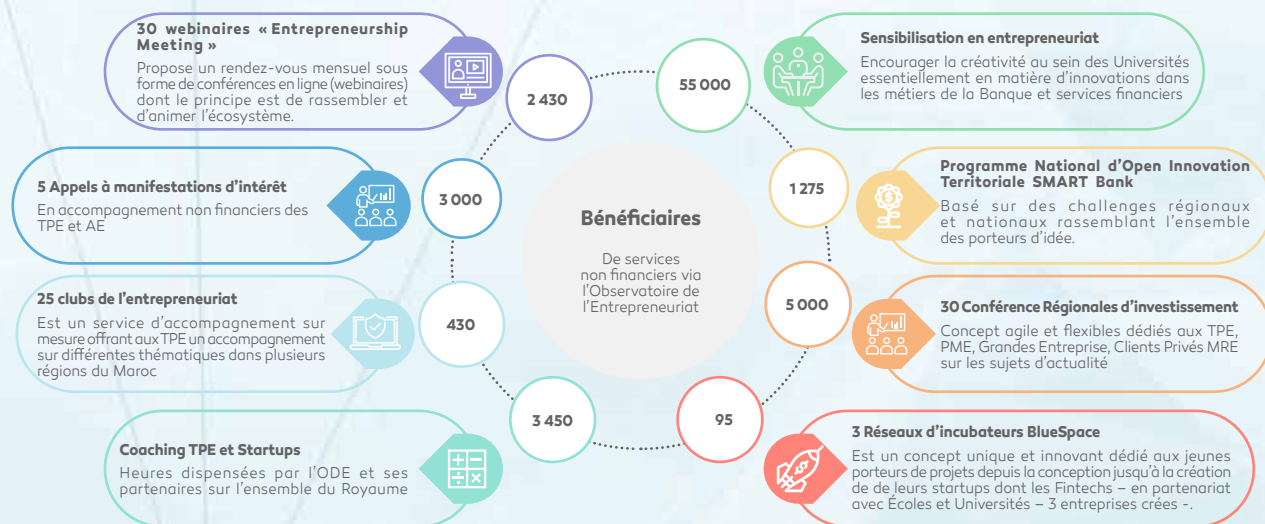 30 webinaires « Entrepreneurship
Meeting »
Propose un rendez-vous mensuel sous
forme de conférences en ligne (webinaires)
dont le principe est de rassembler et
d'animer l'écosystème.
2 430
5 Appels à manifestations d'intérêt
En accompagnement non financiers des
TPE et AE
3 000
25 clubs de l'entrepreneuriat
Est un service d'accompagnement sur
mesure offrant aux TPE un accompagnement
sur différentes thématiques dans plusieurs
régions du Maroc
430
Coaching TPE et Startups
Heures dispensées par l'ODE et ses
partenaires sur l'ensemble du Royaume
3 450
Bénéficiaires
De services
non financiers via
l'Observatoire de
l'Entrepreneuriat
55 000
Sensibilisation en entrepreneuriat
Encourager la créativité au sein des Universités
essentiellement en matière d'innovations dans
les métiers de la Banque et services financiers
1 275
Programme National d'Open Innovation
Territoriale SMART Bank
Basé sur des challenges régionaux
et nationaux rassemblant l'ensemble
des porteurs d'idée.
5 000
30 Conférence Régionales d'investissement
Concept agile et flexibles dédiés aux TPE,
PME, Grandes Entreprise, Clients Privés MRE
sur les sujets d'actualité
95
3 Réseaux d'incubateurs BlueSpace
Est un concept unique et innovant dédié aux jeunes
porteurs de projets depuis la conception jusqu'à la création
de de leurs startups dont les Fintechs – en partenariat
avec Écoles et Universités – 3 entreprises crées -.